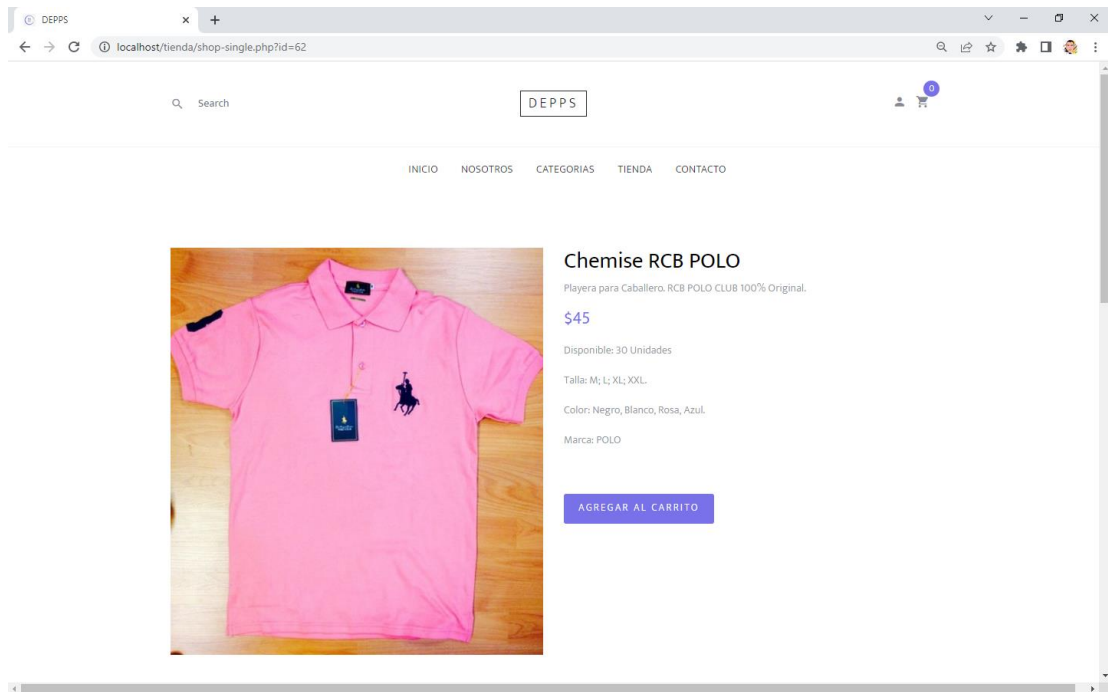 DEPPS
localhost/tienda/shop-single.php?id=62
Search
DEPPS
0
INICIO NOSOTROS CATEGORIAS TIENDA CONTACTO
Chemise RCB POLO
Playera para Caballero. RCB POLO CLUB 100% Original.
$45
Disponible: 30 Unidades
Talla: M; L; XL; XXL.
Color: Negro, Blanco, Rosa, Azul.
Marca: POLO
AGREGAR AL CARRITO